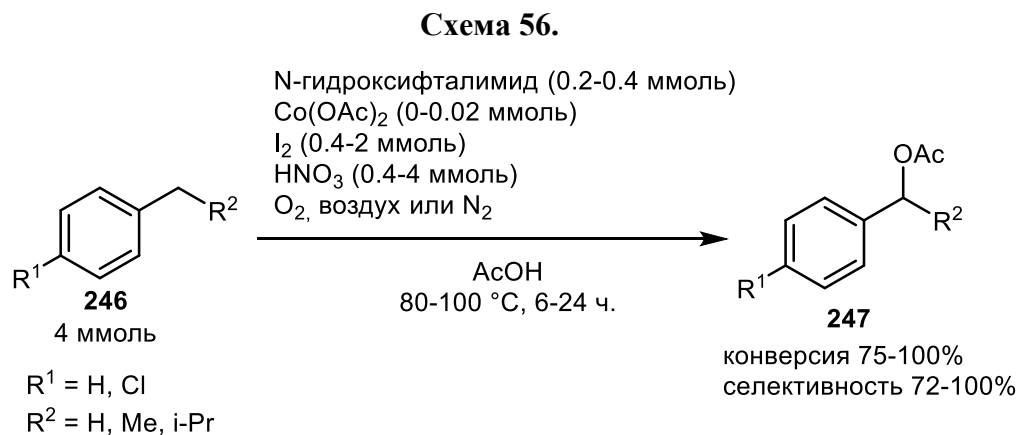 Схема 56.
N-гидроксифталимид (0.2-0.4 ммоль)
Co(OAc)2 (0-0.02 ммоль)
I2 (0.4-2 ммоль)
HNO3 (0.4-4 ммоль)
O2, воздух или N2
AcOH
80-100 °C, 6-24 ч.
R2
R1
246
4 ммоль
R1 = H, Cl
R2 = H, Me, i-Pr
OAc
R2
R1
247
конверсия 75-100%
селективность 72-100%